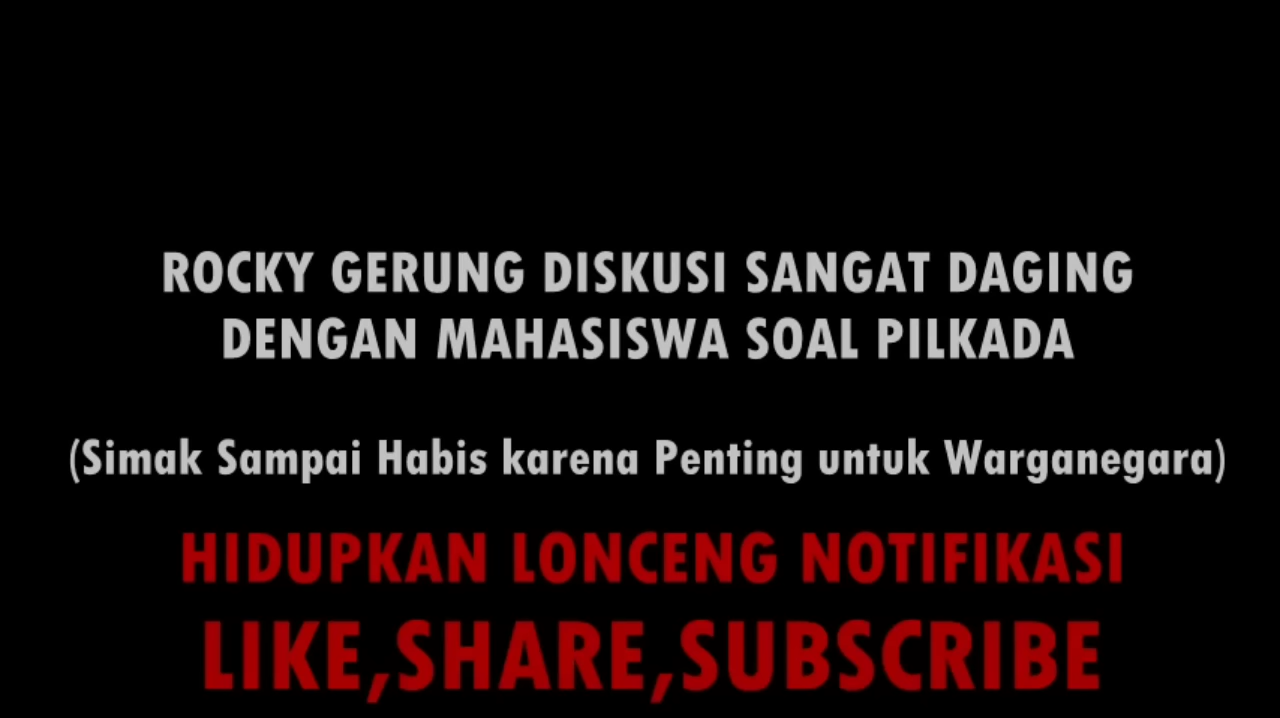 ROCKY GERUNG DISKUSI SANGAT DAGING
DENGAN MAHASISWA SOAL PILKADA
(Simak Sampai Habis karena Penting untuk Warganegara)
HIDUPKAN LONCENG NOTIFIKASI
LIKE,SHARE,SUBSCRIBE